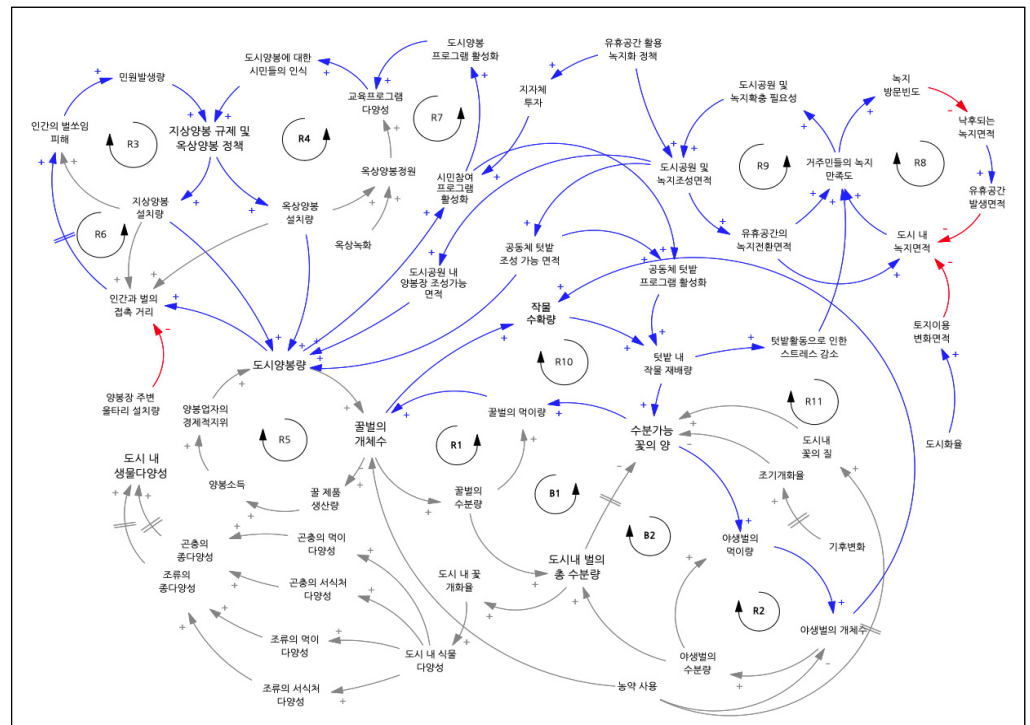 도시양봉에 대한
시민들의 인식
도시양봉
프로그램 활성화
유휴공간 활용
녹지화 정책
민원발생량
교육프로그램
다양성
지자체
투자
도시공원 및
녹지확충 필요성
녹지
방문빈도
인간의 벌쏘임
피해
R3
지상양봉 규제 및
옥상양봉 정책
R4
R7
낙후되는
녹지면적
옥상양봉정원
시민참여
프로그램
활성화
도시공원 및
녹지조성면적
R9
거주민들의 녹지
만족도
R8
유휴공간
발생면적
지상양봉
설치량
옥상양봉
설치량
R6
옥상녹화
공동체 텃밭
조성 가능 면적
유휴공간의
녹지전환면적
도시 내
녹지면적
도시공원 내
양봉장 조성가능
면적
공동체 텃밭
프로그램 활성화
인간과 벌의
접촉 거리
작물
수확량
토지이용
변화면적
도시양봉량
R10
텃밭 내
작물 재배량
텃밭활동으로 인한
스트레스 감소
양봉장 주변
울타리 설치량
양봉업자의
경제적지위
R5
꿀벌의
개체수
꿀벌의 먹이량
R1
수분가능
꽃의 양
R11
도시내
꽃의 질
도시화율
도시 내
생물다양성
양봉소득
꿀 제품
생산량
꿀벌의
수분량
B1
조기개화율
B2
곤충의
종다양성
곤충의 먹이
다양성
야생벌의
먹이량
기후변화
조류의
종다양성
곤충의 서식처
다양성
도시 내 꽃
개화율
도시내 벌의
총 수분량
R2
조류의 먹이
다양성
도시 내 식물
다양성
야생벌의
수분량
야생벌의 개체수
조류의 서식처
다양성
농약 사용